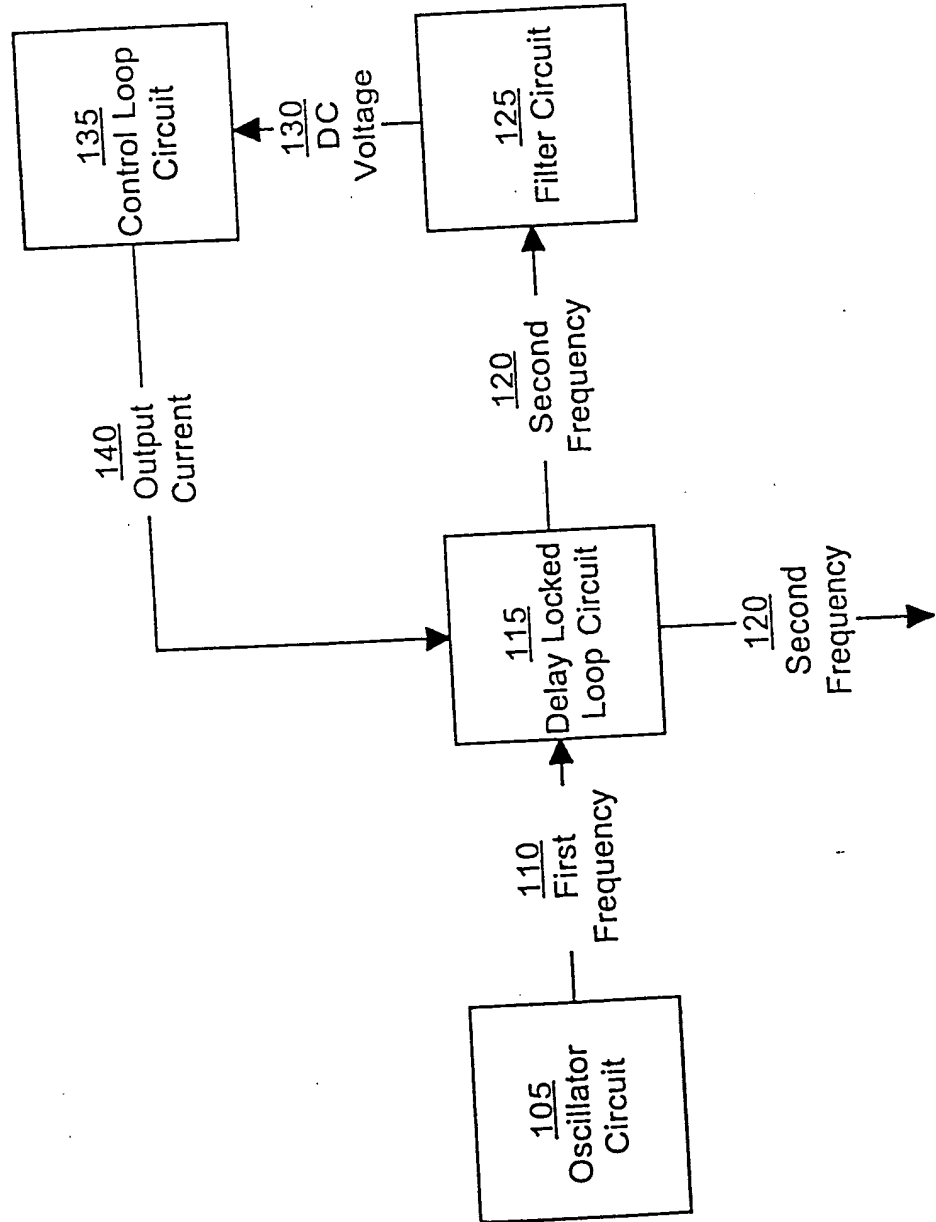 135
Control Loop
Circuit
130
DC
Voltage
125
Filter Circuit
140
Output
Current
120
Second
Frequency
115
Delay Locked
Loop Circuit
120
Second
Frequency
110
First
Frequency
105
Oscillator
Circuit